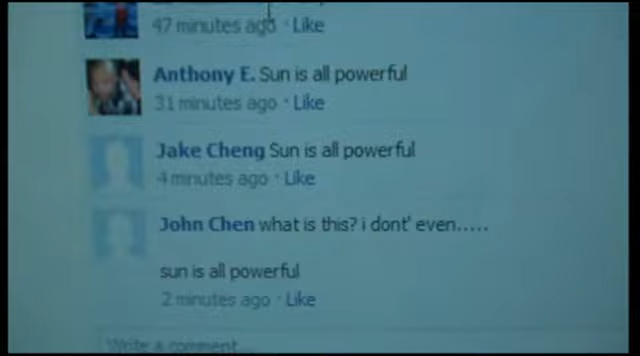 47 minutes ago · Like
Anthony E. Sun is all powerful
31 minutes ago · Like
Jake Cheng Sun is all powerful
4 minutes ago · Like
John Chen what is this? i dont' even.....
sun is all powerful
2 minutes ago · Like
Write a comment...